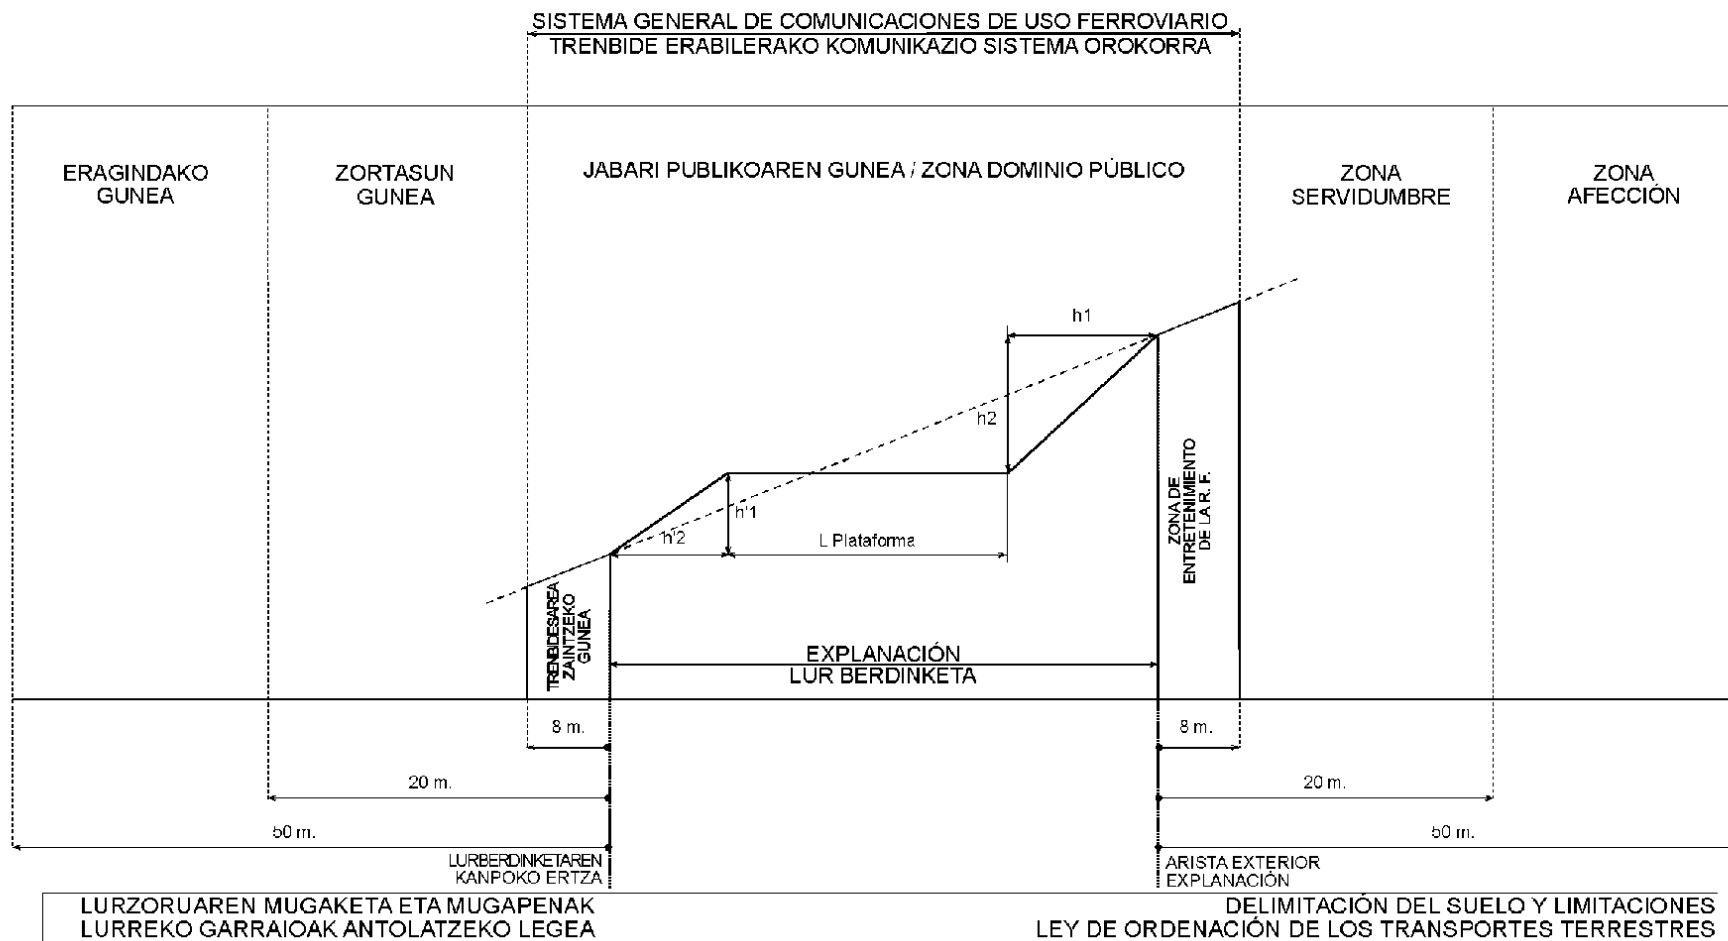 SISTEMA GENERAL DE COMUNICACIONES DE USO FERROVIARIO
TRENBIDE ERABILERAKO KOMUNIKAZIO SISTEMA OROKORRA
ERAGINDAKO
GUNEA
ZORTASUN
GUNEA
JABARI PUBLIKOAREN GUNEA / ZONA DOMINIO PÚBLICO
ZONA
SERVIDUMBRE
ZONA
AFECCIÓN
h1
h2
h'1
h'2
L Plataforma
ZONA DE
ENTRETENIMIENTO
DE LA R. F.
TRENBIDESAREA
ZAINTZEKO
GUNEA
EXPLANACIÓN
LUR BERDINKETA
8 m.
8 m.
20 m.
20 m.
50 m.
50 m.
LURBERDINKETAREN
KANPOKO ERTZA
ARISTA EXTERIOR
EXPLANACIÓN
LURZORUAREN MUGAKETA ETA MUGAPENAK
LURREKO GARRAIOAK ANTOLATZEKO LEGEA
DELIMITACIÓN DEL SUELO Y LIMITACIONES
LEY DE ORDENACIÓN DE LOS TRANSPORTES TERRESTRES